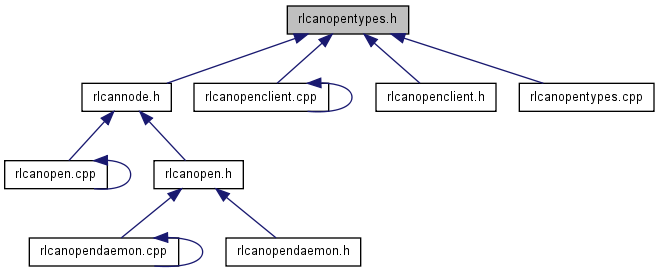 rlcanopentypes.h
rlcannode.h
rlcanopenclient.cpp
rlcanopenclient.h
rlcanopentypes.cpp
rlcanopen.cpp
rlcanopen.h
rlcanopendaemon.cpp
rlcanopendaemon.h